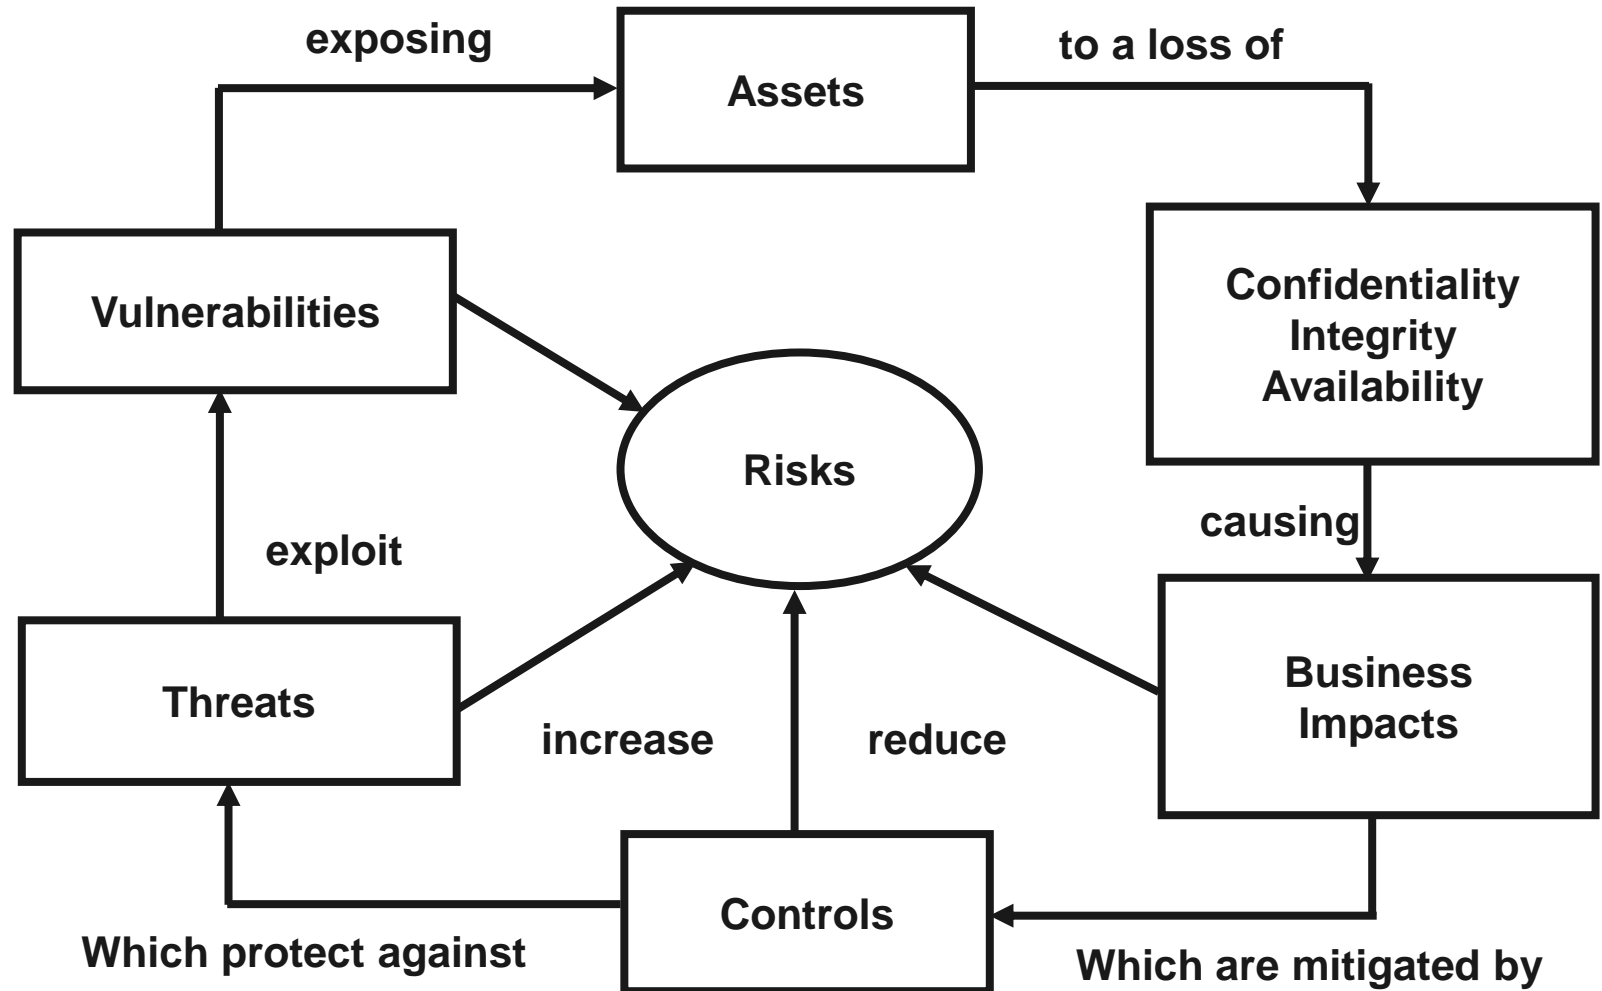 exposing
Assets
to a loss of
Vulnerabilities
Confidentiality
Integrity
Availability
Risks
exploit
causing
Threats
increase
reduce
Business
Impacts
Controls
Which protect against
Which are mitigated by